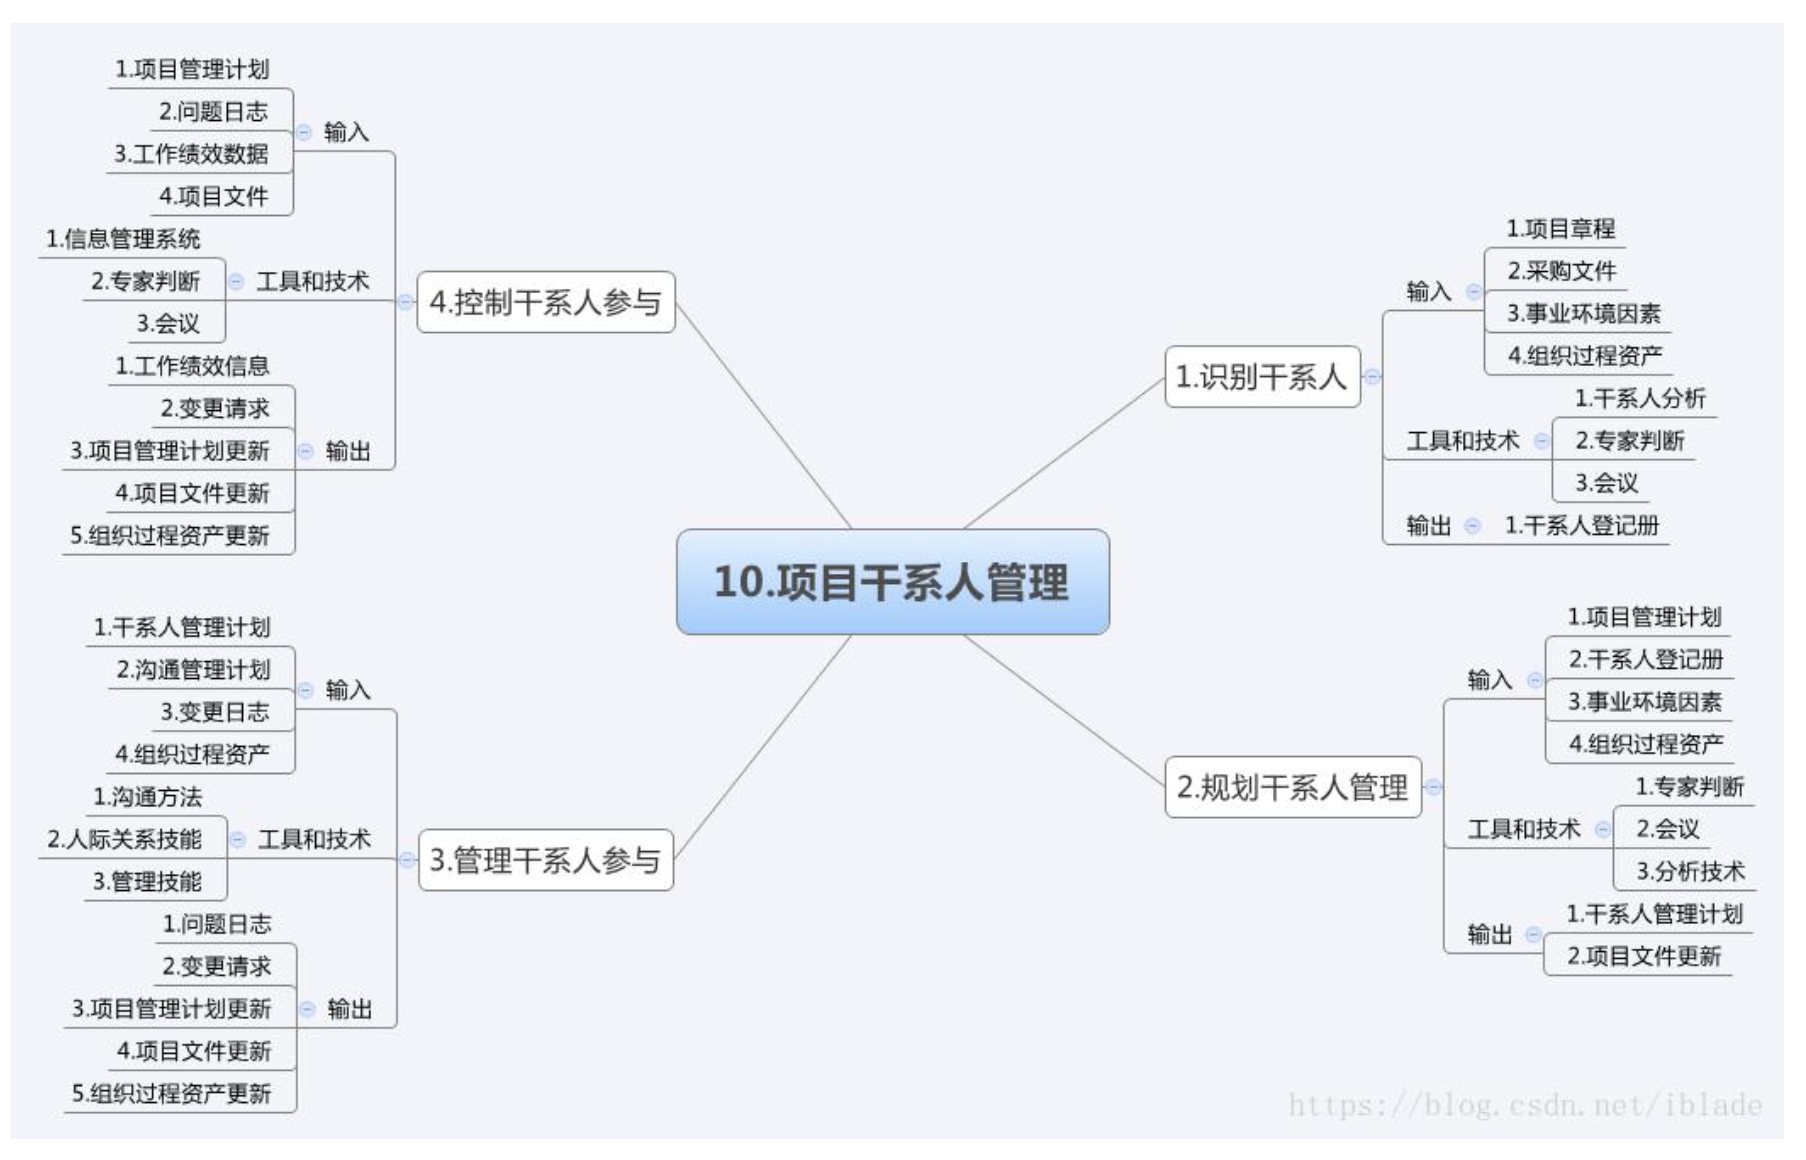 10.项目干系人管理
1.识别干系人
输入
1.项目章程
2.采购文件
3.事业环境因素
4.组织过程资产
工具和技术
1.干系人分析
2.专家判断
3.会议
输出
1.干系人登记册
2.规划干系人管理
输入
1.项目管理计划
2.干系人登记册
3.事业环境因素
4.组织过程资产
工具和技术
1.专家判断
2.会议
3.分析技术
输出
1.干系人管理计划
2.项目文件更新
3.管理干系人参与
输入
1.干系人管理计划
2.沟通管理计划
3.变更日志
4.组织过程资产
工具和技术
1.沟通方法
2.人际关系技能
3.管理技能
输出
1.问题日志
2.变更请求
3.项目管理计划更新
4.项目文件更新
5.组织过程资产更新
4.控制干系人参与
输入
1.项目管理计划
2.问题日志
3.工作绩效数据
4.项目文件
工具和技术
1.信息管理系统
2.专家判断
3.会议
输出
1.工作绩效信息
2.变更请求
3.项目管理计划更新
4.项目文件更新
5.组织过程资产更新
https://blog.csdn.net/iblade